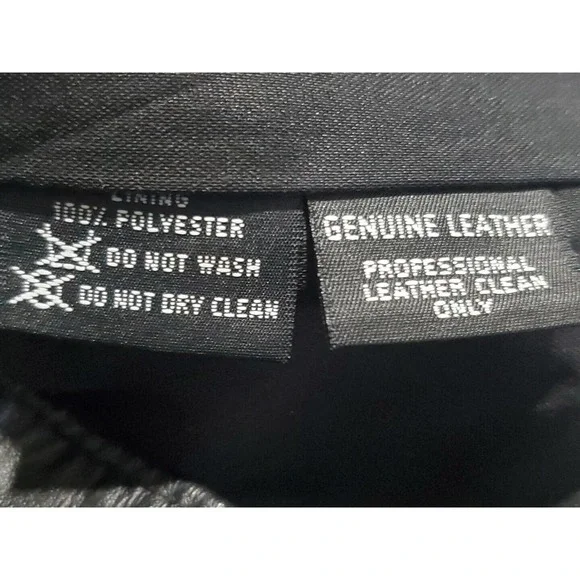 LINING
100% POLYESTER
DO NOT WASH
DO NOT DRY CLEAN
GENUINE LEATHER
PROFESSIONAL
LEATHER CLEAN
ONLY